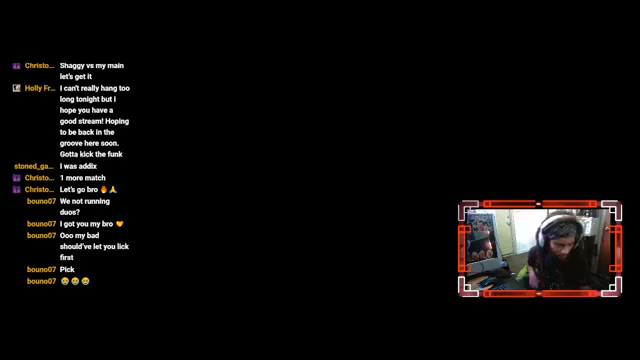 Christo... Shaggy vs my main
let's get it
Holly Fr... I can't really hang too
long tonight but i
hope you have a
good stream! Hoping
to be back in the
groove here soon.
Gotta kick the funk
stoned_ga... I was addix
Christo... 1 more match
Christo... Let's go bro 🔥🙏
bouno07 We not running
duos?
bouno07 I got you my bro 🧡
bouno07 Ooo my bad
should've let you lick
first
bouno07 Pick
bouno07 😂😂😂